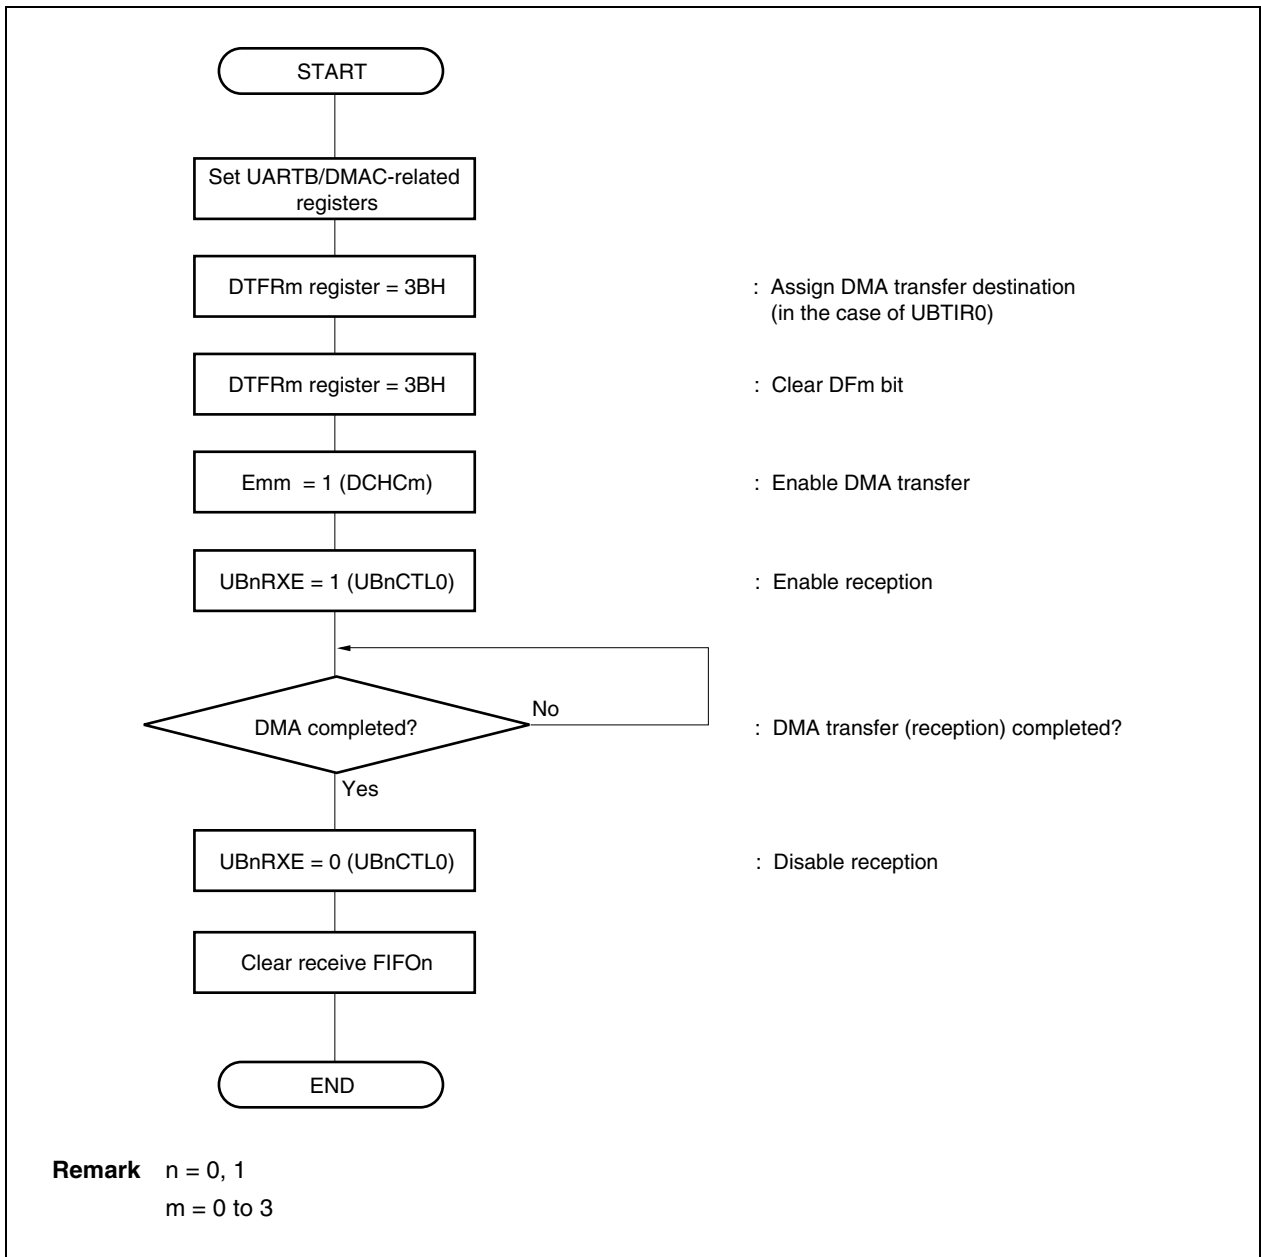 START
Set UARTB/DMAC-related
registers
DTFRm register = 3BH
: Assign DMA transfer destination
(in the case of UBTIR0)
DTFRm register = 3BH
: Clear DFm bit
Emm = 1 (DCHCm)
: Enable DMA transfer
UBnRXE = 1 (UBnCTL0)
: Enable reception
DMA completed?
No
: DMA transfer (reception) completed?
Yes
UBnRXE = 0 (UBnCTL0)
: Disable reception
Clear receive FIFOn
END
Remark n = 0, 1
m = 0 to 3